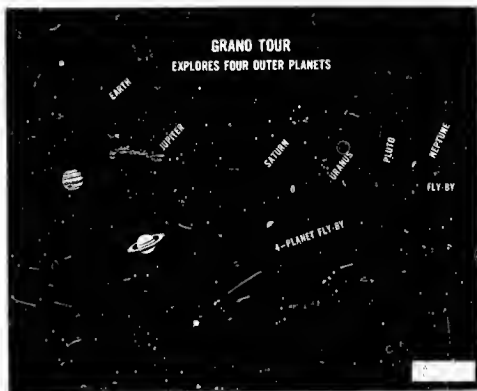 GRAND TOUR
EXPLORES FOUR OUTER PLANETS
EARTH
JUPITER
SATURN
URANUS
PLUTO
NEPTUNE
FLY-BY
4-PLANET FLY-BY